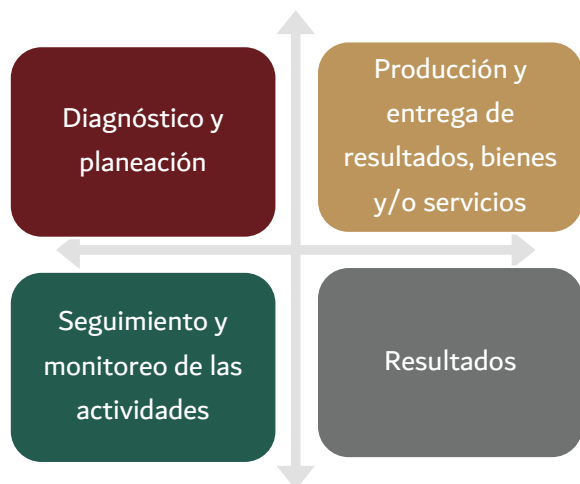 Diagnóstico y
planeación
Producción y
entrega de
resultados, bienes
y/o servicios
Seguimiento y
monitoreo de las
actividades
Resultados